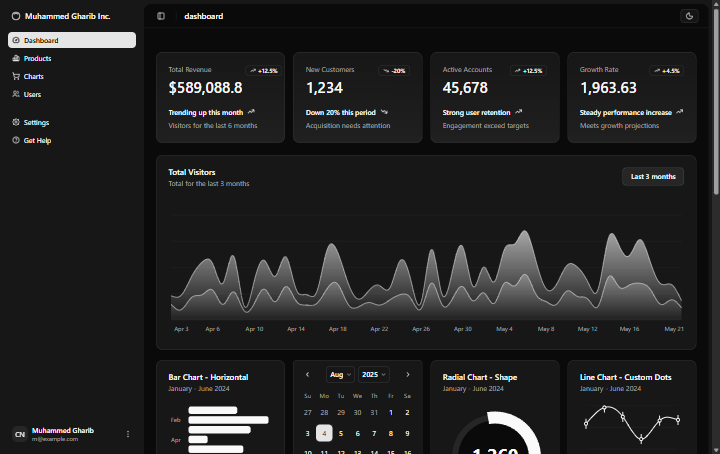 Muhammed Gharib Inc.
dashboard
Dashboard
Products
Charts
Users
Settings
Get Help
Total Revenue
+12.5%
$589,088.8
Trending up this month
Visitors for the last 6 months
New Customers
-20%
1,234
Down 20% this period
Acquisition needs attention
Active Accounts
+12.5%
45,678
Strong user retention
Engagement exceed targets
Growth Rate
+4.5%
1,963.63
Steady performance increase
Meets growth projections
Total Visitors
Total for the last 3 months
Last 3 months
Apr 3 Apr 6 Apr 10 Apr 14 Apr 18 Apr 22 Apr 26 Apr 30 May 4 May 8 May 12 May 16 May 21
Bar Chart - Horizontal
January - June 2024
Feb
Apr
Aug 2025
Su Mo Tu We Th Fr Sa
27 28 29 30 31 1 2
3 4 5 6 7 8 9
10 11 12 13 14 15 16
Radial Chart - Shape
January - June 2024
1,260
Line Chart - Custom Dots
January - June 2024
CN
Muhammed Gharib
m@example.com